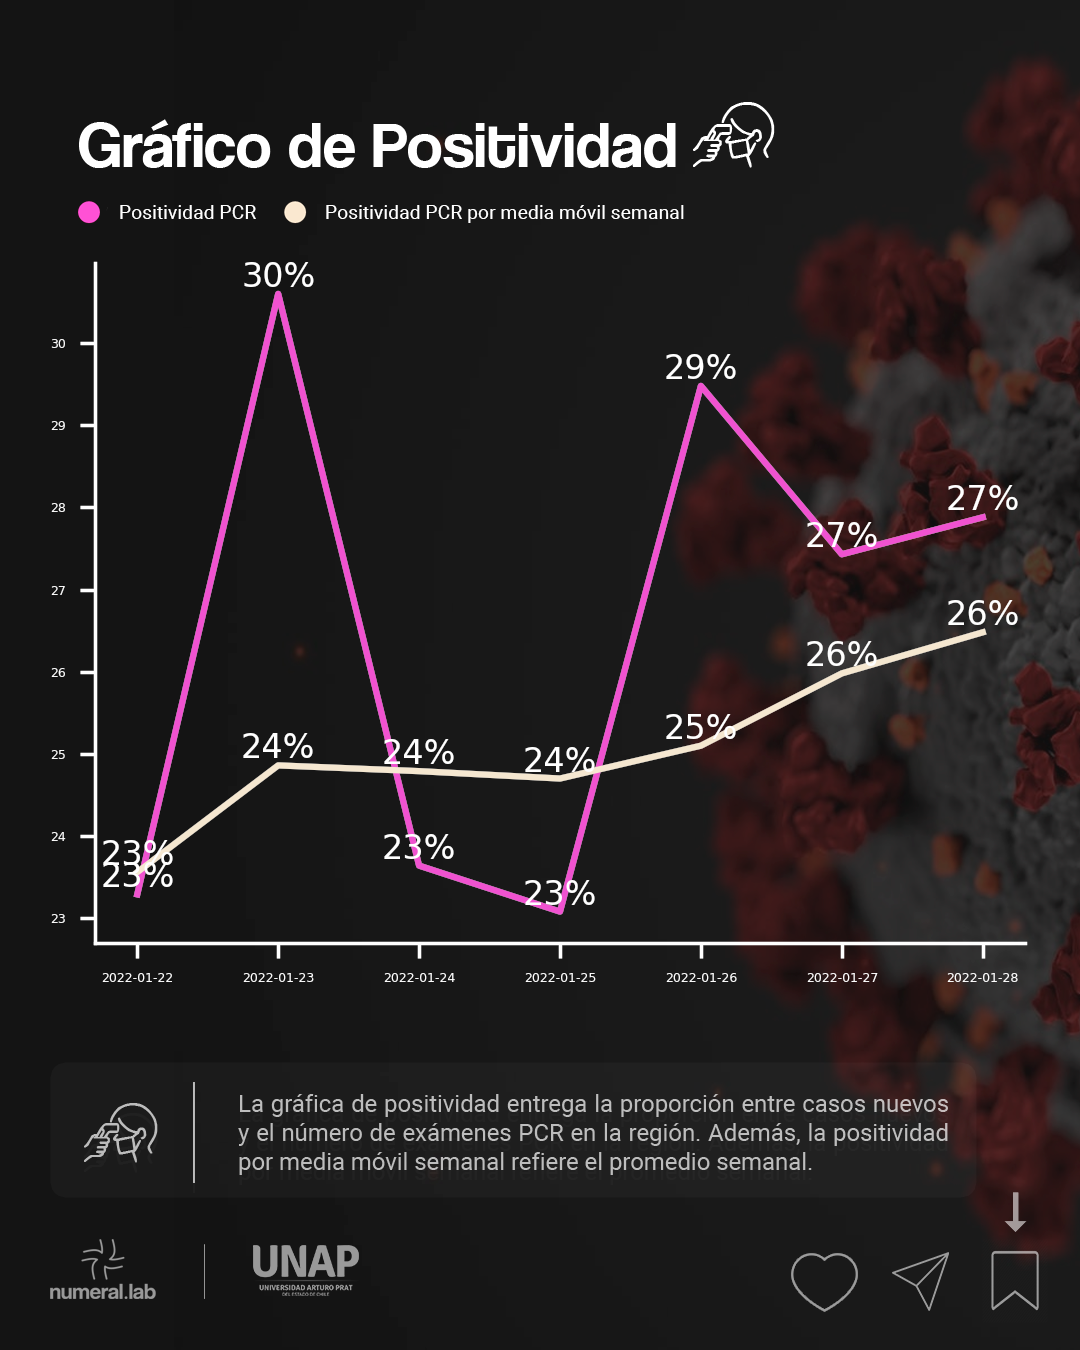 Gráfico de Positividad
Positividad PCR Positividad PCR por media móvil semanal
30%
30
29%
29
28
27%
27%
27
26%
26%
26
25%
24% 24% 24%
25
24
23%
23%
23%
23%
23
2022-01-22 2022-01-23 2022-01-24 2022-01-25 2022-01-26 2022-01-27 2022-01-28
La gráfica de positividad entrega la proporción entre casos nuevos
y el número de exámenes PCR en la región. Además, la positividad
por media móvil semanal refiere el promedio semanal.
numeral.lab
UNAP
UNIVERSIDAD ARTURO PRAT
DEL ESTADO DE CHILE